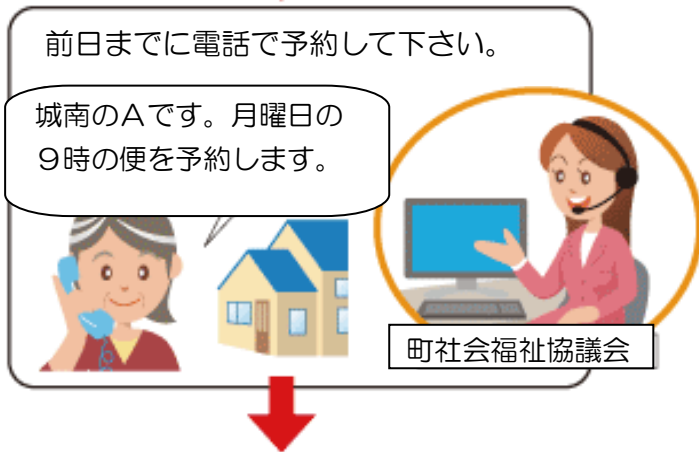 前日までに電話で予約して下さい。
城南のAです。月曜日の
９時の便を予約します。
町社会福祉協議会